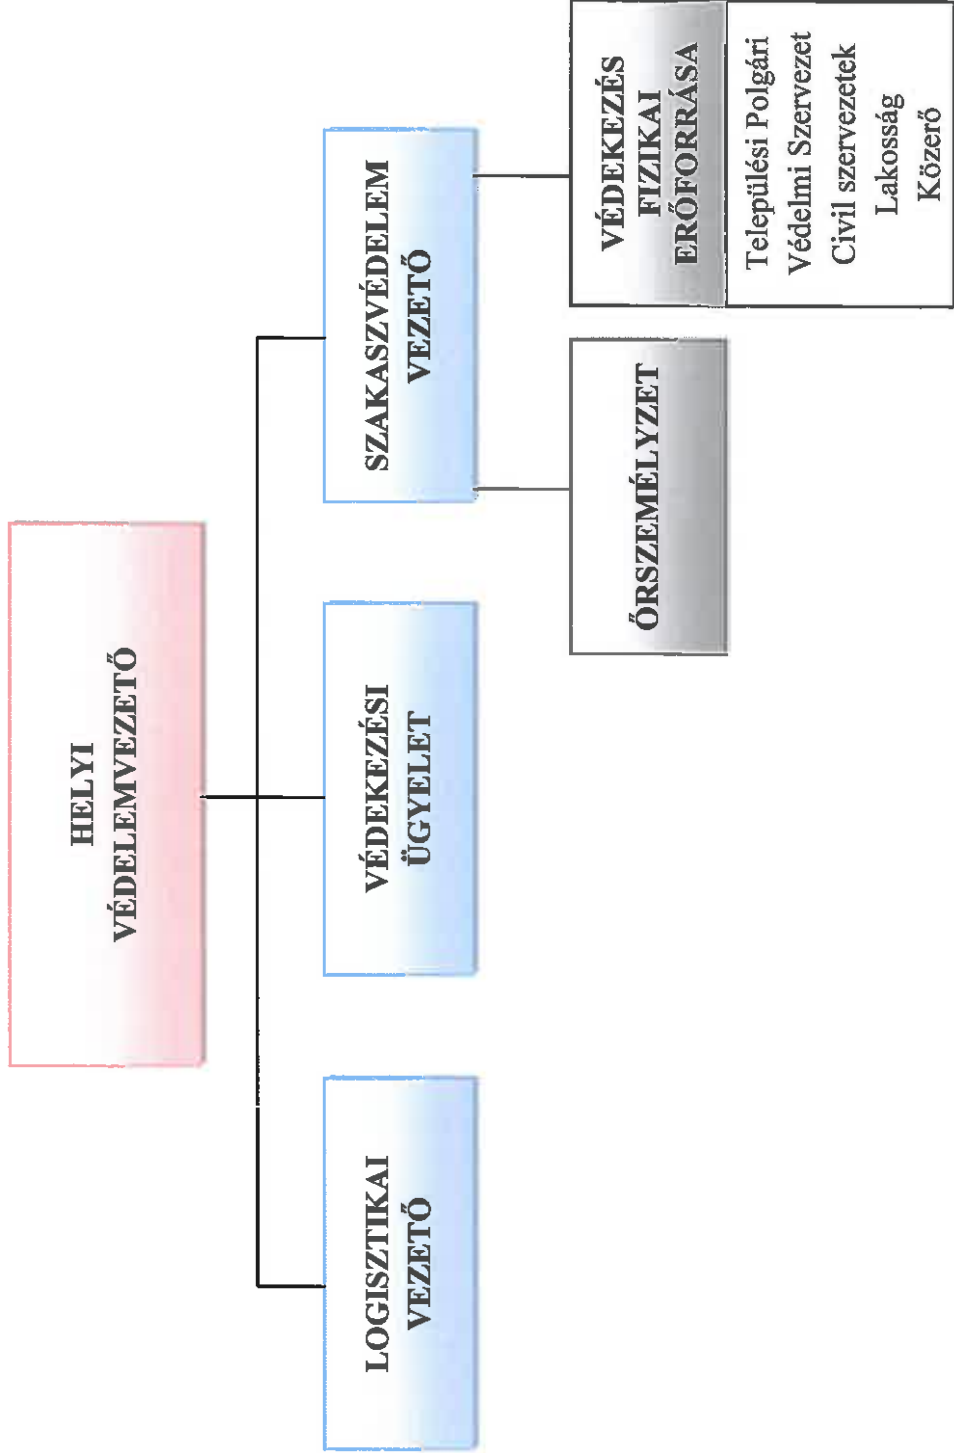 HELYI
VÉDELEMVEZETŐ
LOGISZTIKAI
VEZETŐ
VÉDEKEZÉSI
ÜGYELET
SZAKASZVÉDELEM
VEZETŐ
ŐRSZEMÉLYZET
VÉDEKEZÉS
FIZIKAI
ERŐFORRÁSA
Települési Polgári
Védelmi Szervezet
Civil szervezetek
Lakosság
Közerő